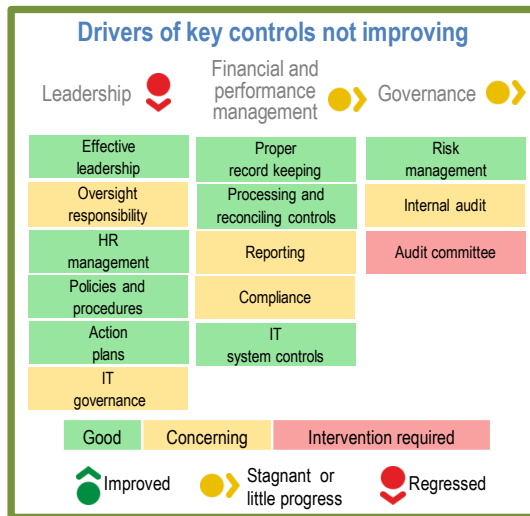 Drivers of key controls not improving
Leadership
Financial and
performance
management
Governance
Effective
leadership
Oversight
responsibility
HR
management
Policies and
procedures
Action
plans
IT
governance
Proper
record keeping
Processing and
reconciling controls
Reporting
Compliance
IT
system controls
Risk
management
Internal audit
Audit committee
Good
Concerning
Intervention required
Improved
Stagnant or
little progress
Regressed